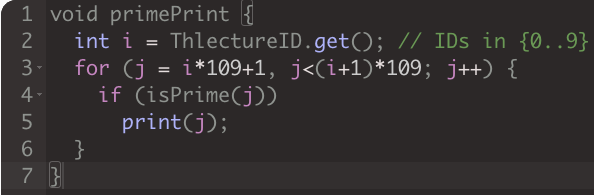 1 void primePrint {
2 int i = ThlectureID.get(); // IDs in {0..9}
3 for (j = i*109+1, j<(i+1)*109; j++) {
4 if (isPrime(j))
5 print(j);
6 }
7 }